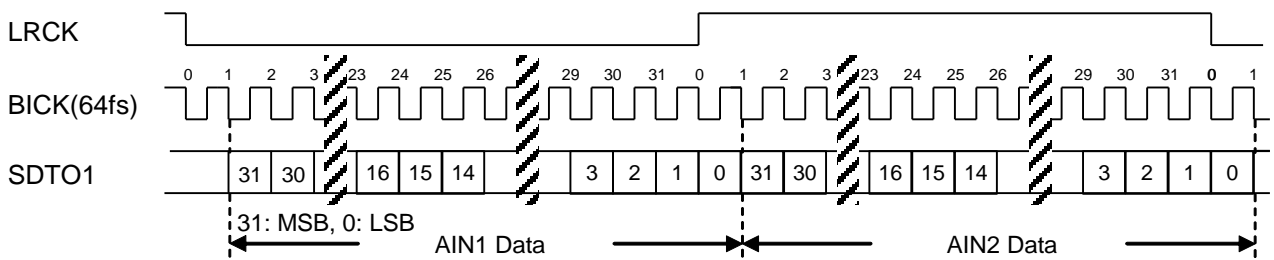 LRCK
0 1 2 3 23 24 25 26 29 30 31 0 1 2 3 23 24 25 26 29 30 31 0 1
BICK(64fs)
SDTO1 31 30 16 15 14 3 2 1 0 31 30 16 15 14 3 2 1 0
31: MSB, 0: LSB
AIN1 Data AIN2 Data